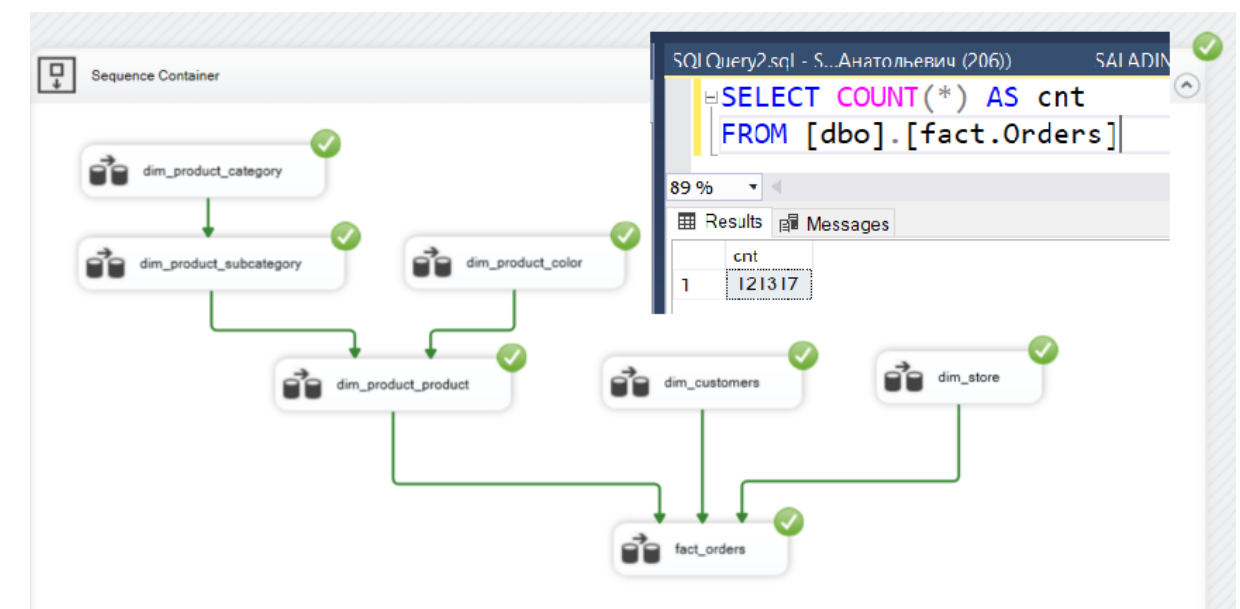 Sequence Container
dim_product_category
dim_product_subcategory
dim_product_color
dim_product_product
dim_customers
dim_store
fact_orders
SQLQuery2.sql - S...Анатольевич (206)) SALADIN
SELECT COUNT(*) AS cnt
FROM [dbo].[fact.Orders]
89 %
Results Messages
cnt
1 121317